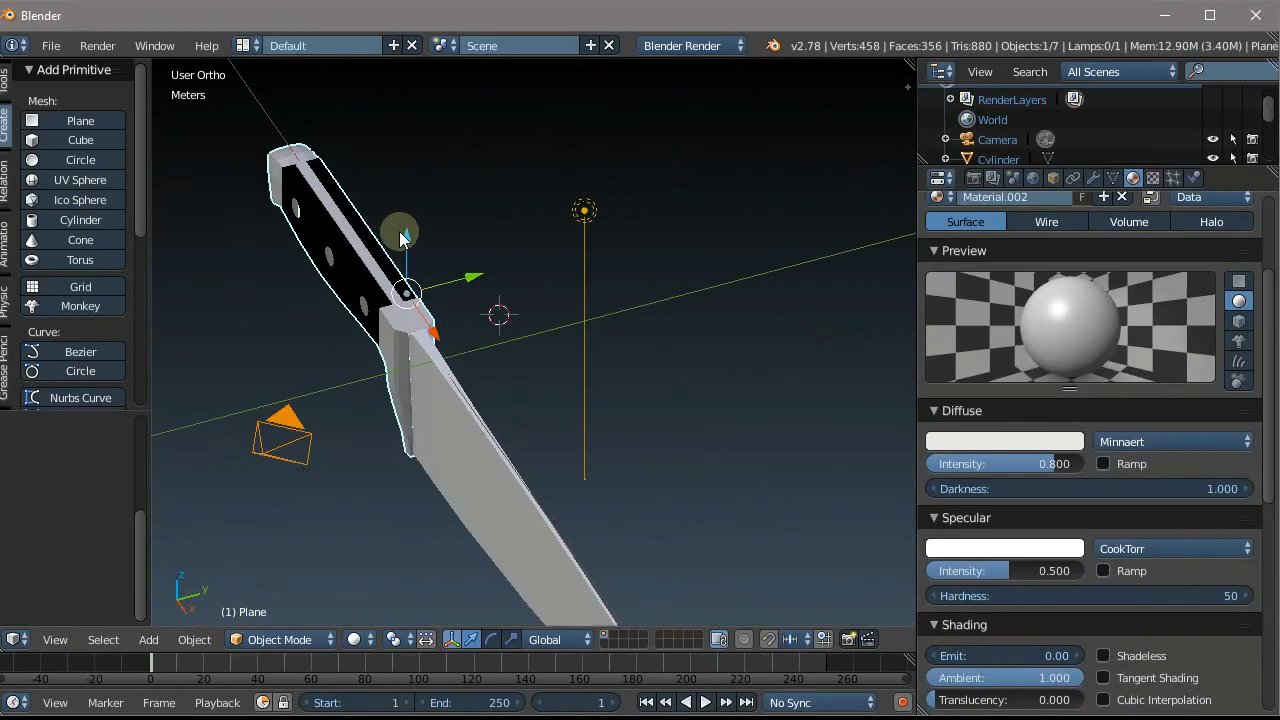 Blender
File Render Window Help Default Scene Blender Render v2.78 | Verts:458 | Faces:356 | Tris:880 | Objects:1/7 | Lamps:0/1 | Mem:12.90M (3.40M) | Plane
Tools
Create
Relation
Animatio
Physic
Grease Penci
Add Primitive
Mesh:
Plane
Cube
Circle
UV Sphere
Ico Sphere
Cylinder
Cone
Torus
Grid
Monkey
Curve:
Bezier
Circle
Nurbs Curve
User Ortho
Meters
z
y
x
(1) Plane
View Search All Scenes
RenderLayers
World
Camera
Cylinder
Material.002 F Data
Surface Wire Volume Halo
Preview
Diffuse
Minnaert
Intensity: 0.800 Ramp
Darkness: 1.000
Specular
CookTorr
Intensity: 0.500 Ramp
Hardness: 50
Shading
Emit: 0.00 Shadeless
Ambient: 1.000 Tangent Shading
Translucency: 0.000 Cubic Interpolation
View Select Add Object Object Mode Global
-40 -20 0 20 40 60 80 100 120 140 160 180 200 220 240 260
View Marker Frame Playback Start: 1 End: 250 1 No Sync